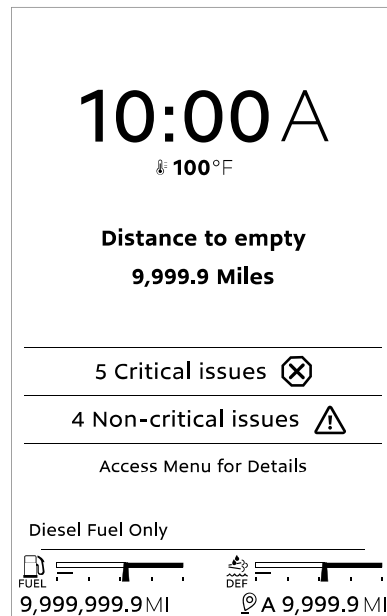 10:00 A
100°F
Distance to empty
9,999.9 Miles
5 Critical issues
4 Non-critical issues
Access Menu for Details
Diesel Fuel Only
FUEL DEF
9,999,999.9 MI A 9,999.9 MI